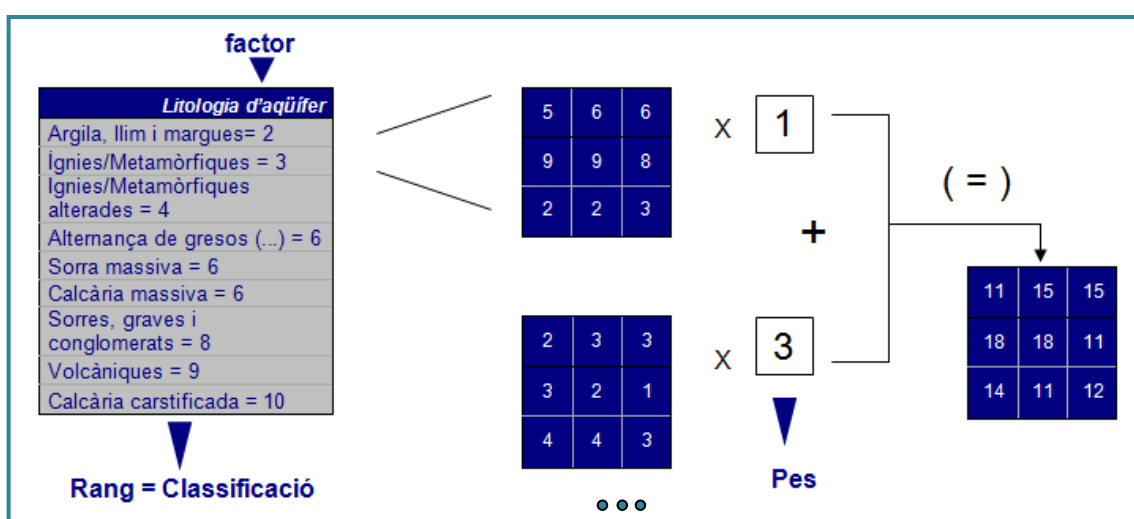 factor
Litologia d'aqüífer
Argila, llim i margues= 2
Ígnies/Metamòrfiques = 3
Ignies/Metamòrfiques
alterades = 4
Alternança de gresos (...) = 6
Sorra massiva = 6
Calcària massiva = 6
Sorres, graves i
conglomerats = 8
Volcàniques = 9
Calcària carstificada = 10
Rang = Classificació
5 6 6
9 9 8
2 2 3
X 1
+
2 3 3
3 2 1
4 4 3
X 3
Pes
( = )
11 15 15
18 18 11
14 11 12